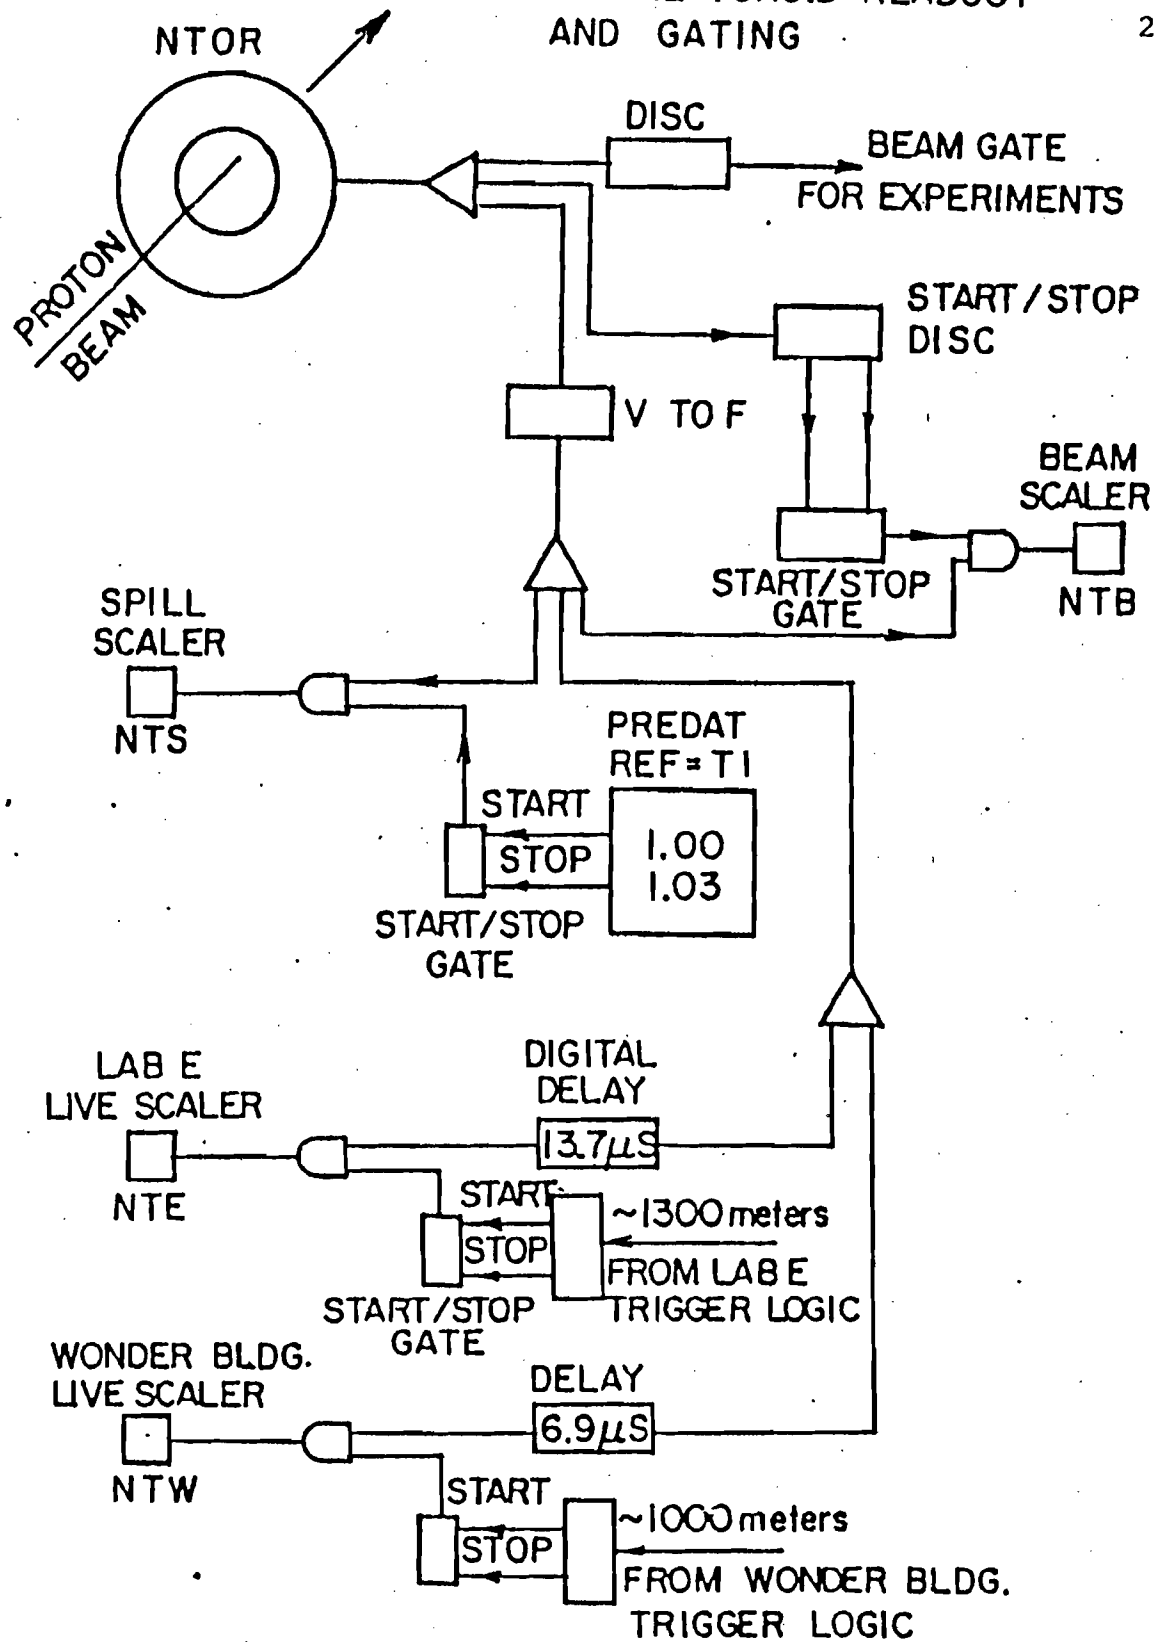 AND GATING
2
NTOR
DISC
BEAM GATE
FOR EXPERIMENTS
PROTON
BEAM
START/STOP
DISC
V TO F
BEAM
SCALER
START/STOP
GATE
NTB
SPILL
SCALER
NTS
PREDAT
REF=T1
START
STOP
1.00
1.03
START/STOP
GATE
LAB E
LIVE SCALER
DIGITAL
DELAY
13.7µS
NTE
START
STOP
~1300 meters
FROM LAB E
TRIGGER LOGIC
START/STOP
GATE
WONDER BLDG.
LIVE SCALER
DELAY
6.9µS
NTW
START
STOP
~1000 meters
FROM WONDER BLDG.
TRIGGER LOGIC